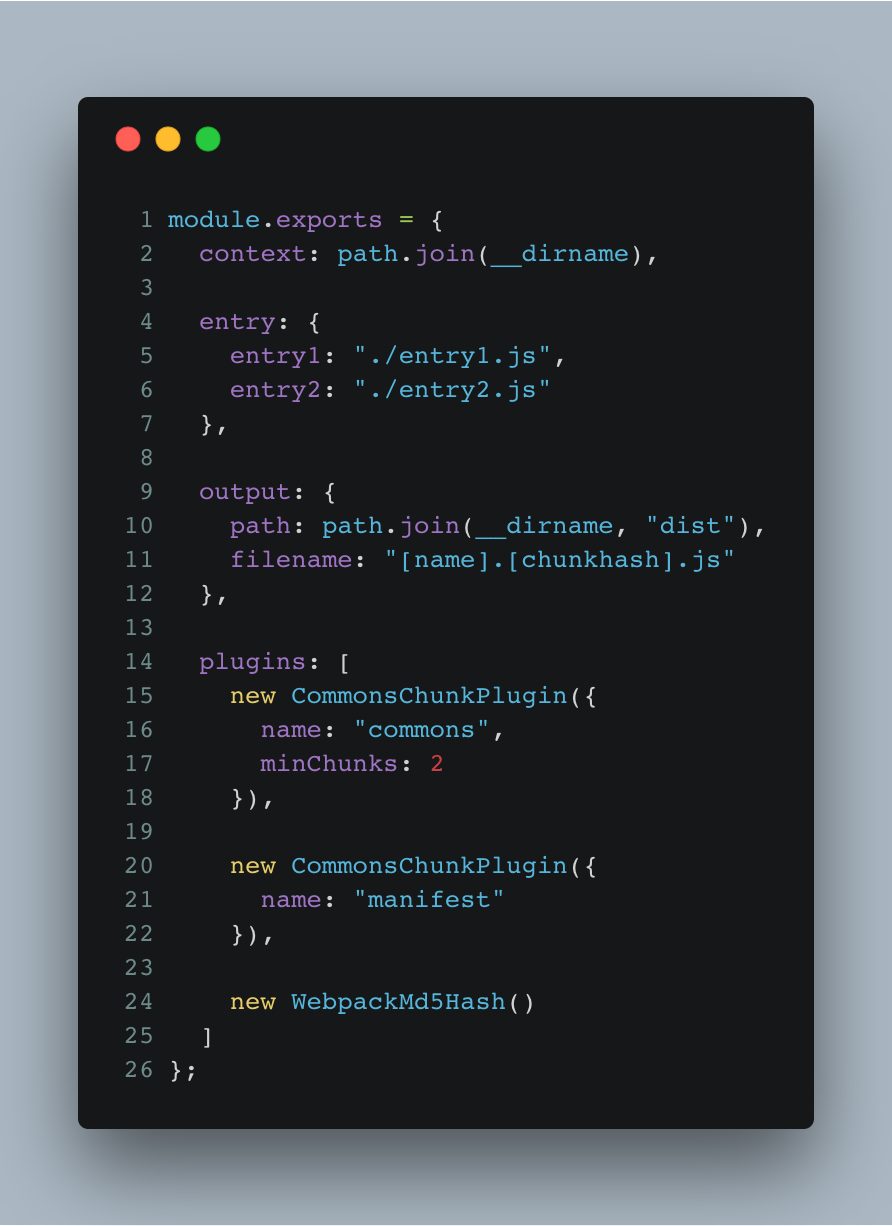 1 module.exports = {
2   context: path.join(__dirname),
3
4   entry: {
5     entry1: "./entry1.js",
6     entry2: "./entry2.js"
7   },
8
9   output: {
10     path: path.join(__dirname, "dist"),
11     filename: "[name].[chunkhash].js"
12   },
13
14   plugins: [
15     new CommonsChunkPlugin({
16       name: "commons",
17       minChunks: 2
18     }),
19
20     new CommonsChunkPlugin({
21       name: "manifest"
22     }),
23
24     new WebpackMd5Hash()
25   ]
26 };